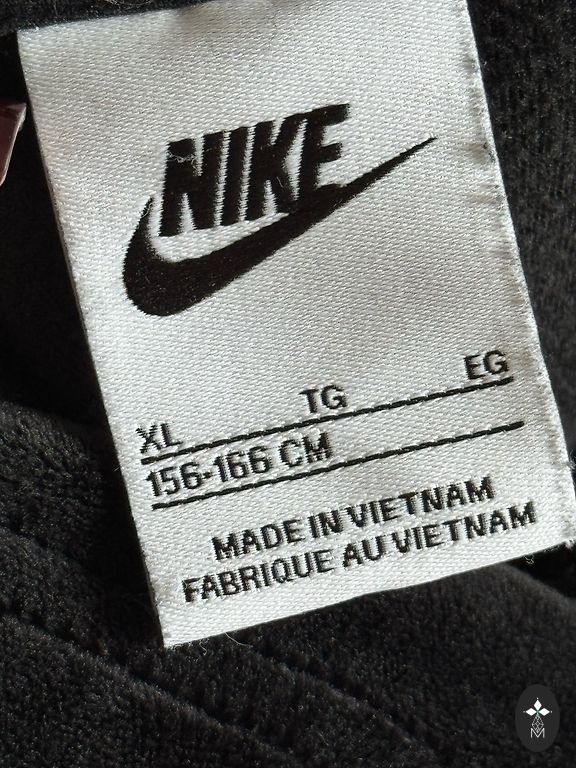 NIKE
XL TG EG
156-166 CM
MADE IN VIETNAM
FABRIQUE AU VIETNAM